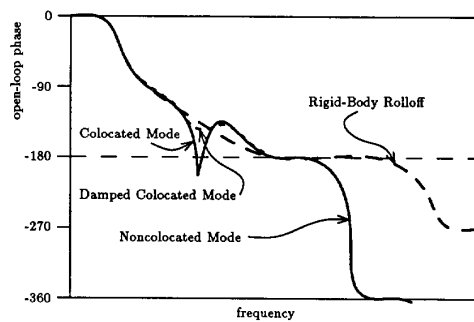 open-loop phase
0
-90
-180
-270
-360
Rigid-Body Rolloff
Colocated Mode
Damped Colocated Mode
Noncolocated Mode
frequency